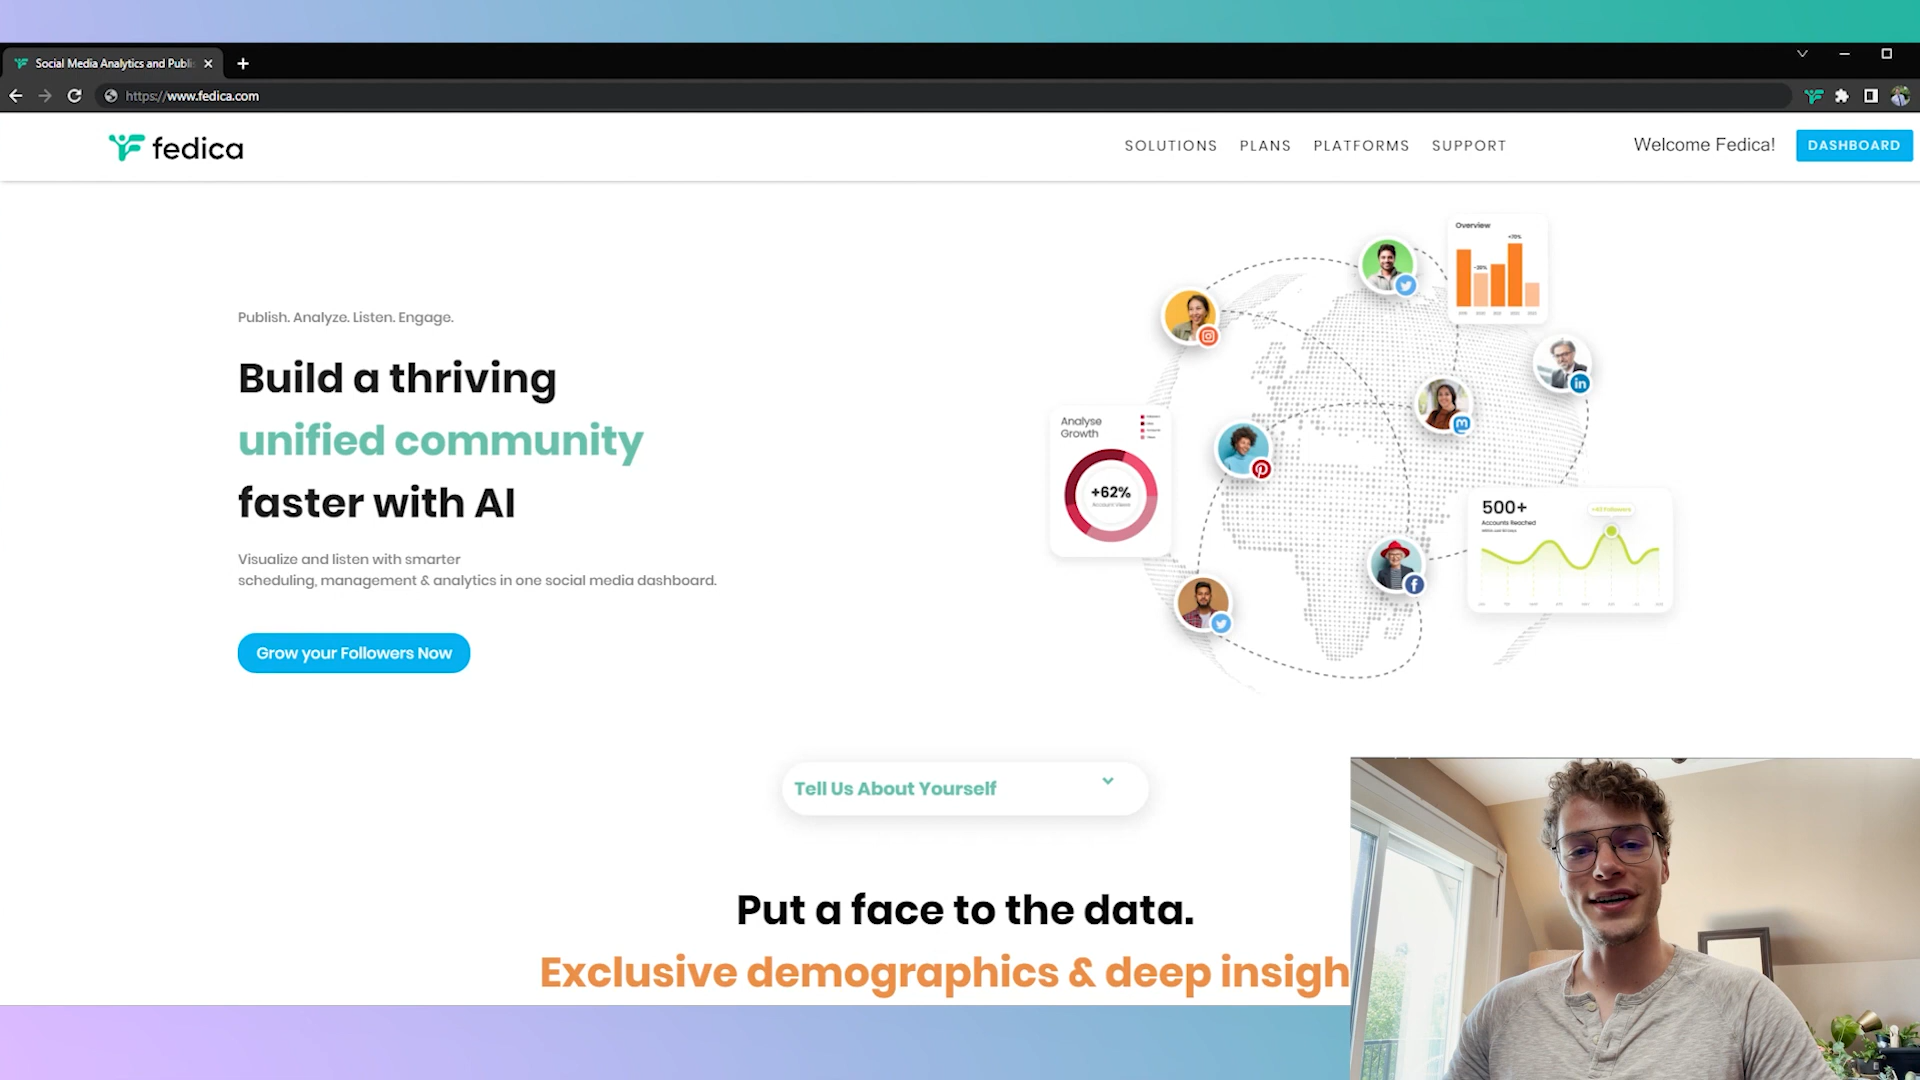 Social Media Analytics and Publi
https://www.fedica.com
fedica
SOLUTIONS
PLANS
PLATFORMS
SUPPORT
Welcome Fedica!
DASHBOARD
Publish. Analyze. Listen. Engage.
Build a thriving
unified community
faster with AI
Visualize and listen with smarter
scheduling, management & analytics in one social media dashboard.
Grow your Followers Now
Overview
+70%
Analyse
Growth
+62%
Account Views
500+
Accounts Reached
Tell Us About Yourself
Put a face to the data.
Exclusive demographics & deep insigh